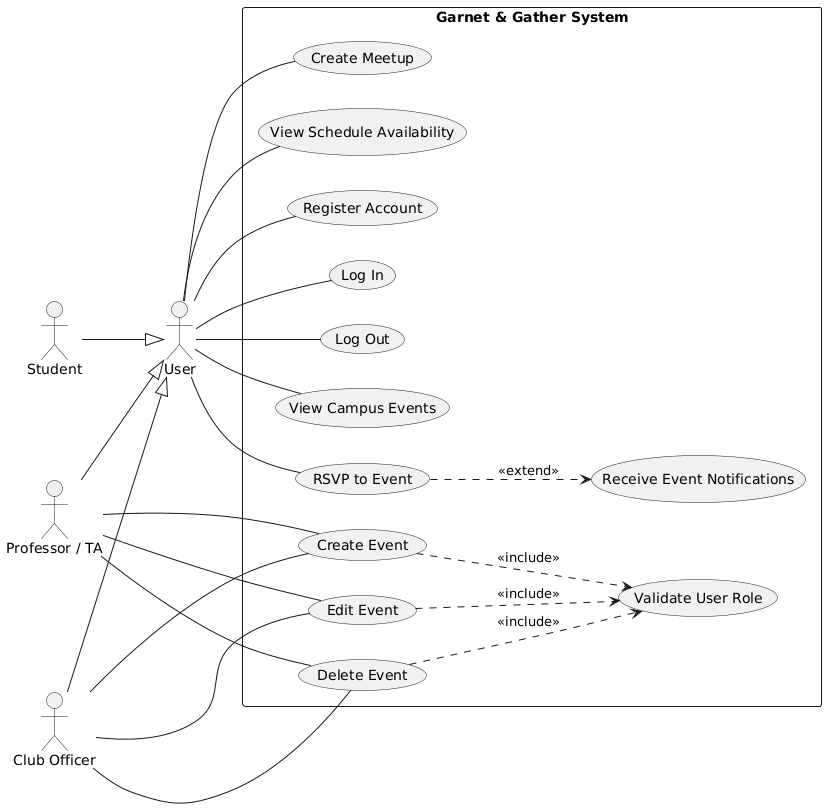 Garnet & Gather System
Create Meetup
View Schedule Availability
Register Account
Log In
Log Out
Student
User
View Campus Events
RSVP to Event
«extend»
Receive Event Notifications
Professor / TA
Create Event
«include»
Edit Event
«include»
Validate User Role
«include»
Delete Event
Club Officer